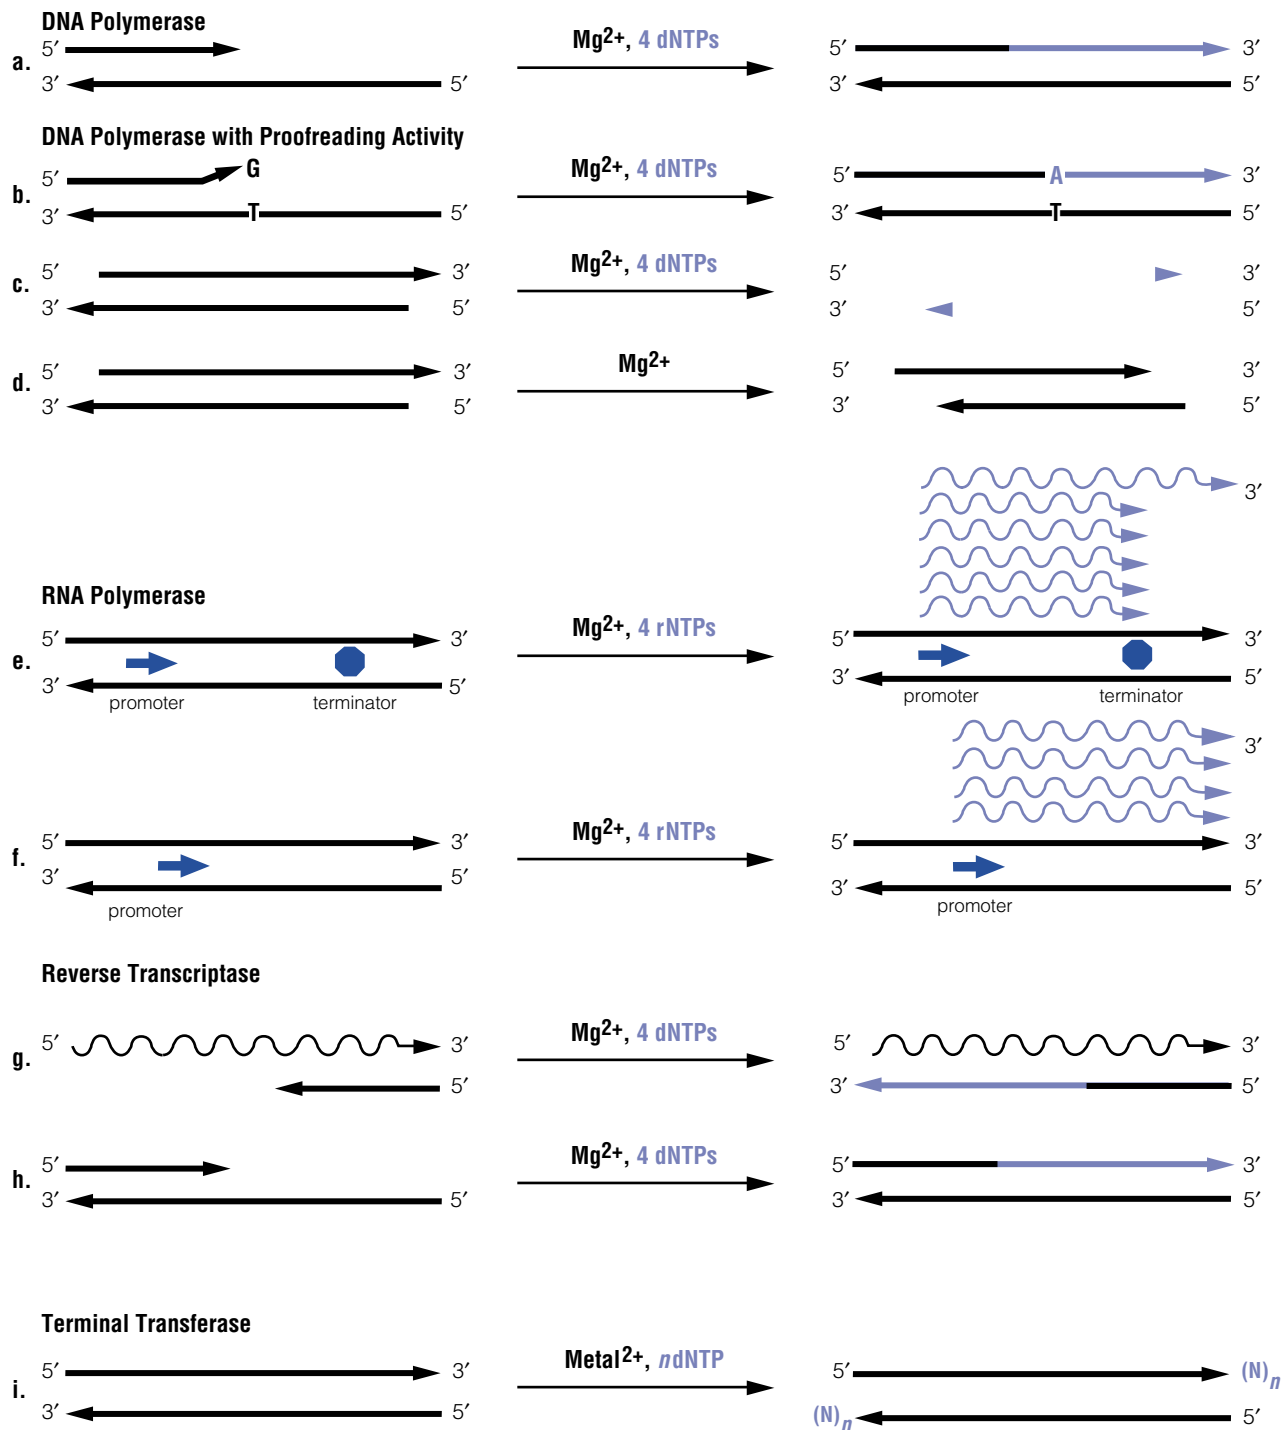 DNA Polymerase
a. 5′ Mg2+, 4 dNTPs 5′ 3′
3′ 5′ 3′ 5′
DNA Polymerase with Proofreading Activity
b. 5′ G Mg2+, 4 dNTPs 5′ A 3′
3′ T 5′ 3′ T 5′
c. 5′ 3′ Mg2+, 4 dNTPs 5′ 3′
3′ 5′ 3′ 5′
d. 5′ 3′ Mg2+ 5′ 3′
3′ 5′ 3′ 5′
3′
RNA Polymerase
e. 5′ 3′ Mg2+, 4 rNTPs 5′ 3′
3′ 5′ 3′ 5′
promoter terminator promoter terminator
3′
f. 5′ 3′ Mg2+, 4 rNTPs 5′ 3′
3′ 5′ 3′ 5′
promoter promoter
Reverse Transcriptase
g. 5′ 3′ Mg2+, 4 dNTPs 5′ 3′
5′ 3′ 5′
h. 5′ Mg2+, 4 dNTPs 5′ 3′
3′ 5′ 3′ 5′
Terminal Transferase
i. 5′ 3′ Metal2+, ndNTP 5′ (N)n
3′ 5′ (N)n 5′